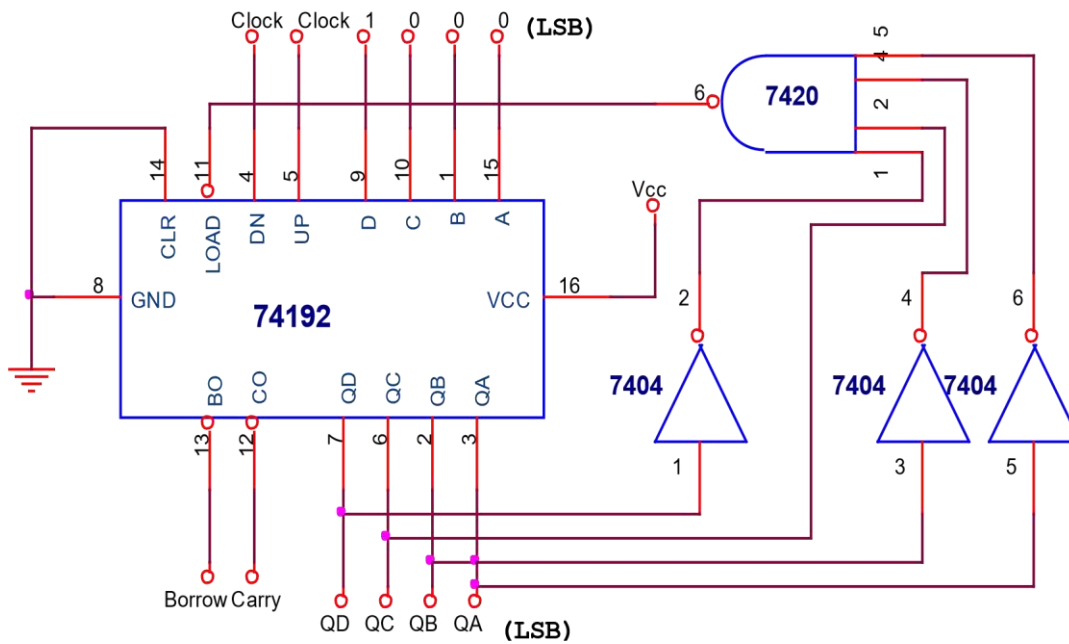 Clock Clock 1 0 0 0 (LSB)
5
4
6 7420
2
1
14 11 4 5 9 10 1 15
Vcc
CLR LOAD DN UP D C B A
8 GND VCC 16
74192
2 4 6
7404 7404 7404
BO CO QD QC QB QA
13 12 7 6 2 3
1 3 5
Borrow Carry
QD QC QB QA (LSB)